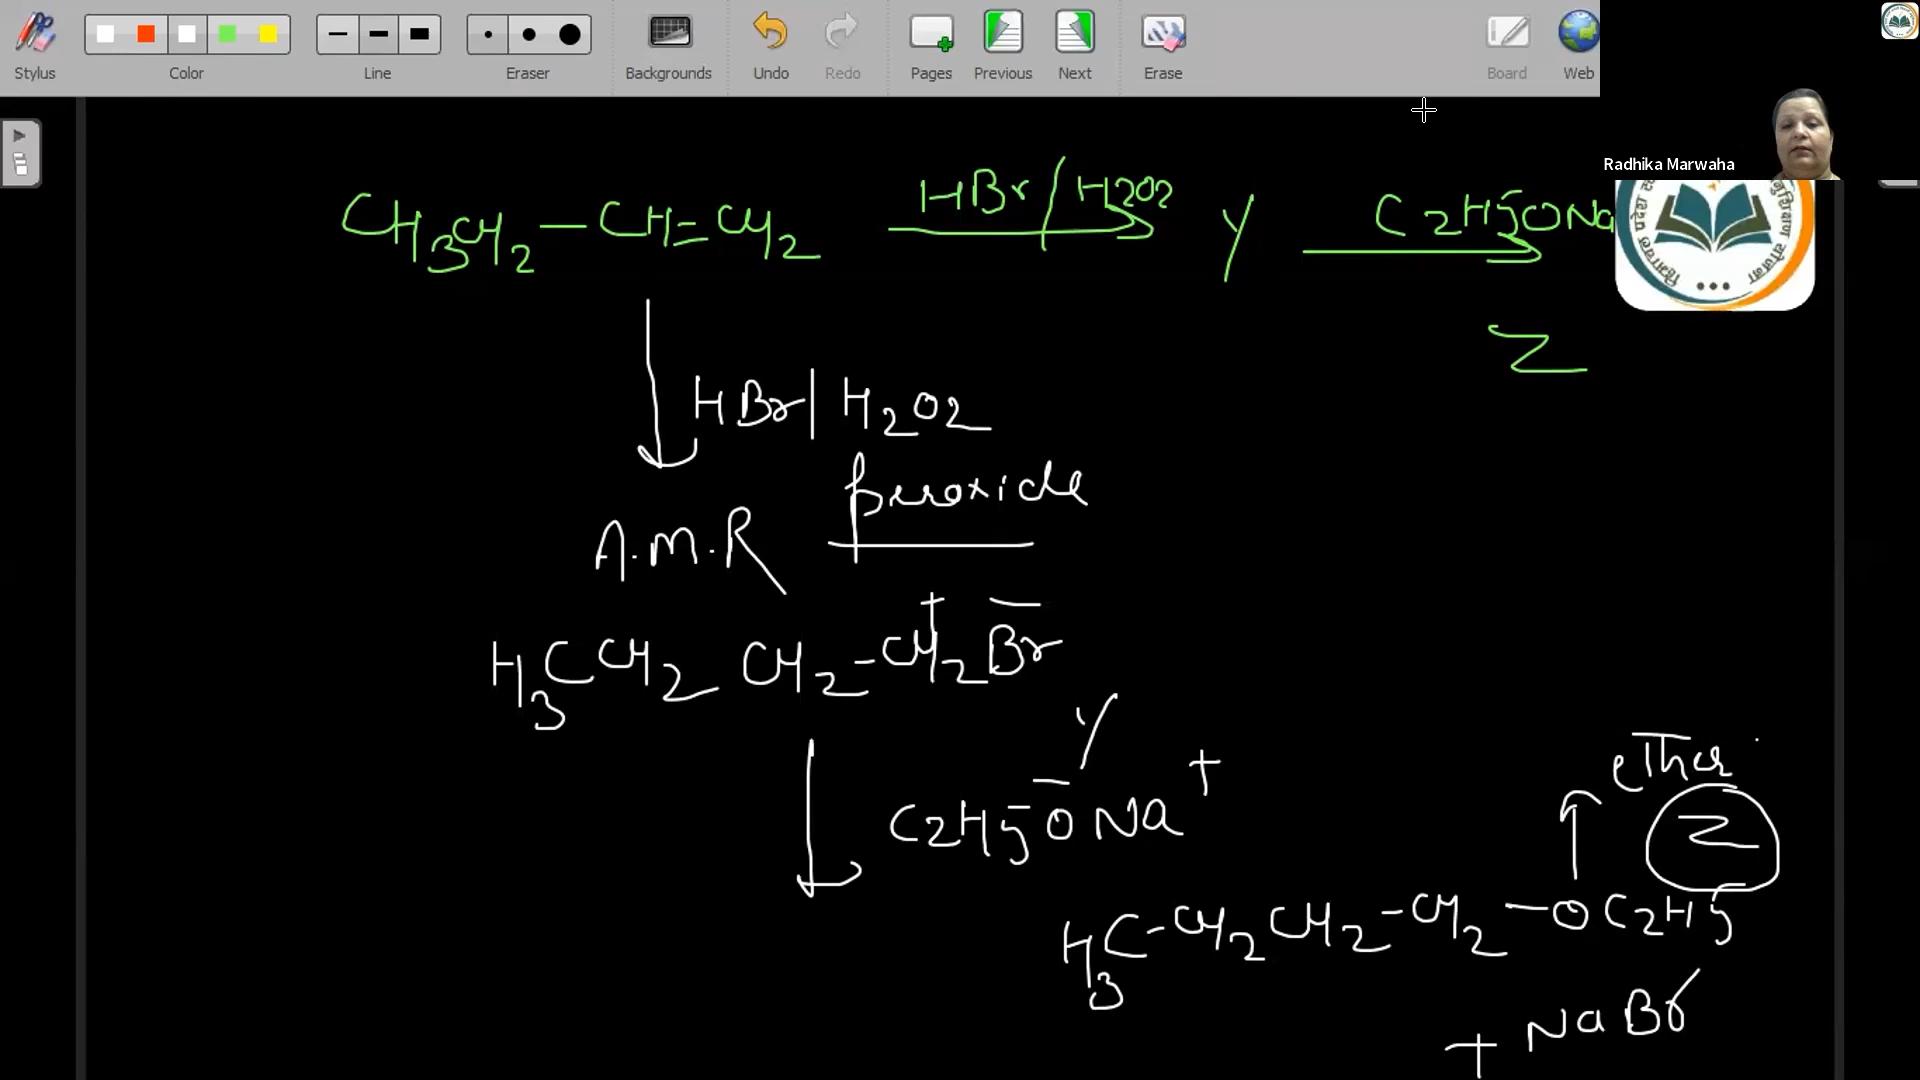 Stylus Color Line Eraser Backgrounds Undo Redo Pages Previous Next Erase Board Web
Radhika Marwaha
CH3CH2-CH=CH2 HBr/H2O2 Y C2H5ONa
Z
HBr|H2O2
peroxide
A.M.R
+ −
H3CCH2 CH2-CH2Br
Y
− +
C2H5ONa
ether
Z
H3C-CH2CH2-CH2-OC2H5
+ NaBr